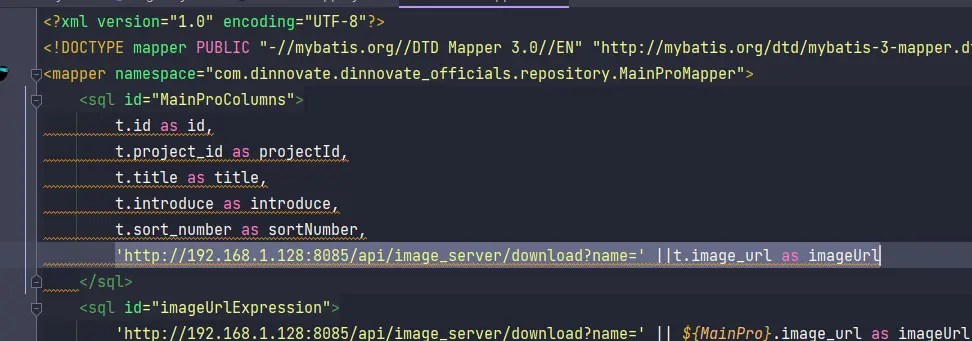 <?xml version="1.0" encoding="UTF-8"?>
<!DOCTYPE mapper PUBLIC "-//mybatis.org//DTD Mapper 3.0//EN" "http://mybatis.org/dtd/mybatis-3-mapper.d
<mapper namespace="com.dinnovate.dinnovate_officials.repository.MainProMapper">
<sql id="MainProColumns">
t.id as id,
t.project_id as projectId,
t.title as title,
t.introduce as introduce,
t.sort_number as sortNumber,
'http://192.168.1.128:8085/api/image_server/download?name=' ||t.image_url as imageUrl
</sql>
<sql id="imageUrlExpression">
'http://192.168.1.128:8085/api/image_server/download?name=' || ${MainPro}.image_url as imageUrl